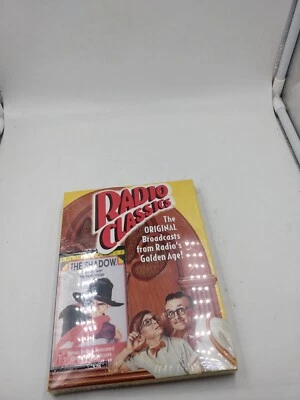 RADIO
CLASSICS
The
ORIGINAL
Broadcasts
from Radio's
Golden Age!
THE SHADOW